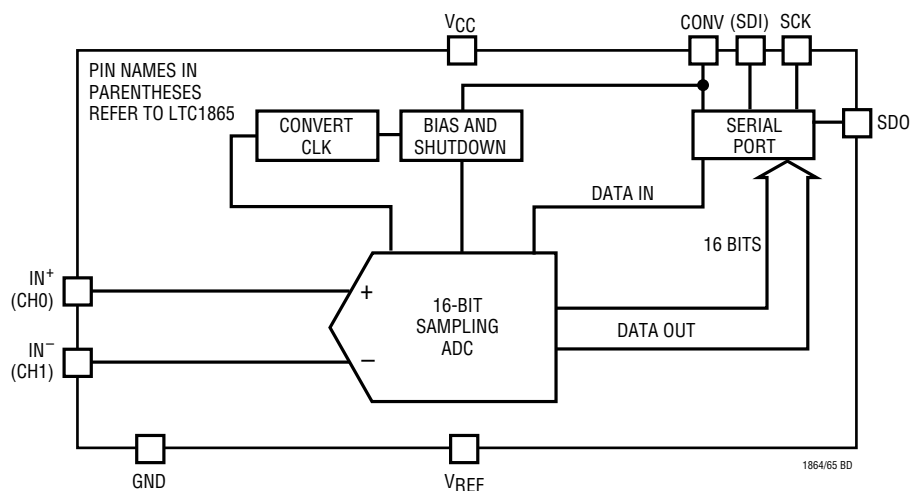 VCC
CONV (SDI) SCK
PIN NAMES IN
PARENTHESES
REFER TO LTC1865
CONVERT
CLK
BIAS AND
SHUTDOWN
SERIAL
PORT
SDO
DATA IN
16 BITS
IN+
(CH0)
+
16-BIT
SAMPLING
ADC
DATA OUT
IN−
(CH1)
−
GND
VREF
1864/65 BD